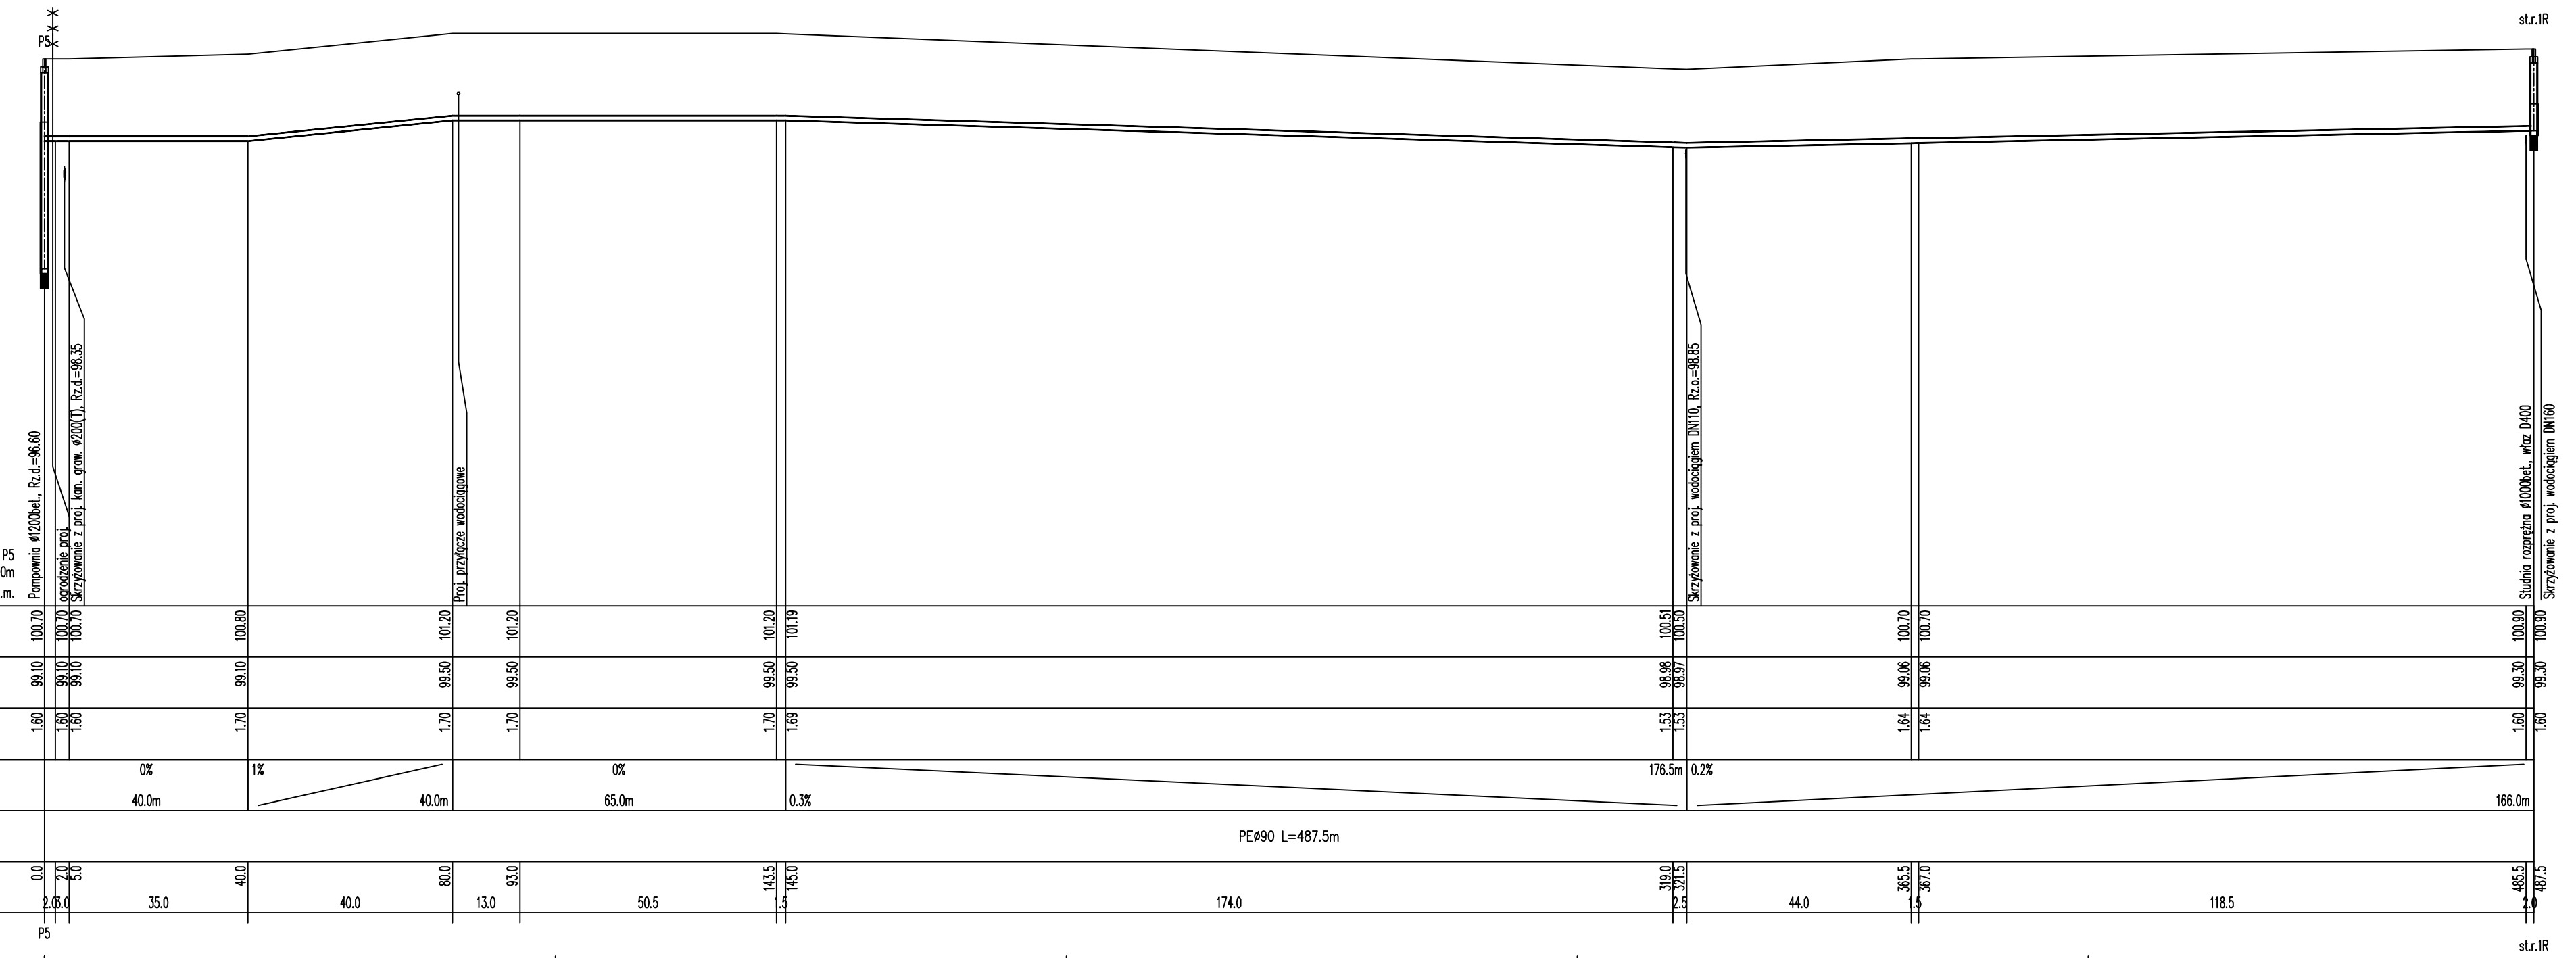 P5
st.r.1R
Pompownia ø1200bet., Rz.d.=96.60
ogrodzenie proj.
Skrzyżowanie z proj. kan. graw. ø200(T), Rz.d.=98.35
Proj. przyłącze wodociągowe
Skrzyżowanie z proj. wodociągiem DN110, Rz.o.=98.85
Studnia rozprężna ø1000bet., właz D400
Skrzyżowanie z proj. wodociągiem DN160
P5
0m
.m.
100.70 100.70 100.70 100.80 101.20 101.20 101.20 101.19 100.51 100.50 100.70 100.70 100.90 100.90
99.10 99.10 99.10 99.10 99.50 99.50 99.50 99.50 98.98 98.97 99.06 99.06 99.30 99.30
1.60 1.60 1.60 1.70 1.70 1.70 1.70 1.69 1.53 1.53 1.64 1.64 1.60 1.60
0% 1% 0% 176.5m 0.2%
40.0m 40.0m 65.0m 0.3% 166.0m
PEø90 L=487.5m
0.0 2.0 5.0 40.0 80.0 93.0 143.5 145.0 319.0 321.5 365.5 367.0 485.5 487.5
2.0 3.0 35.0 40.0 13.0 50.5 1.5 174.0 2.5 44.0 1.5 118.5 2.0
P5
st.r.1R